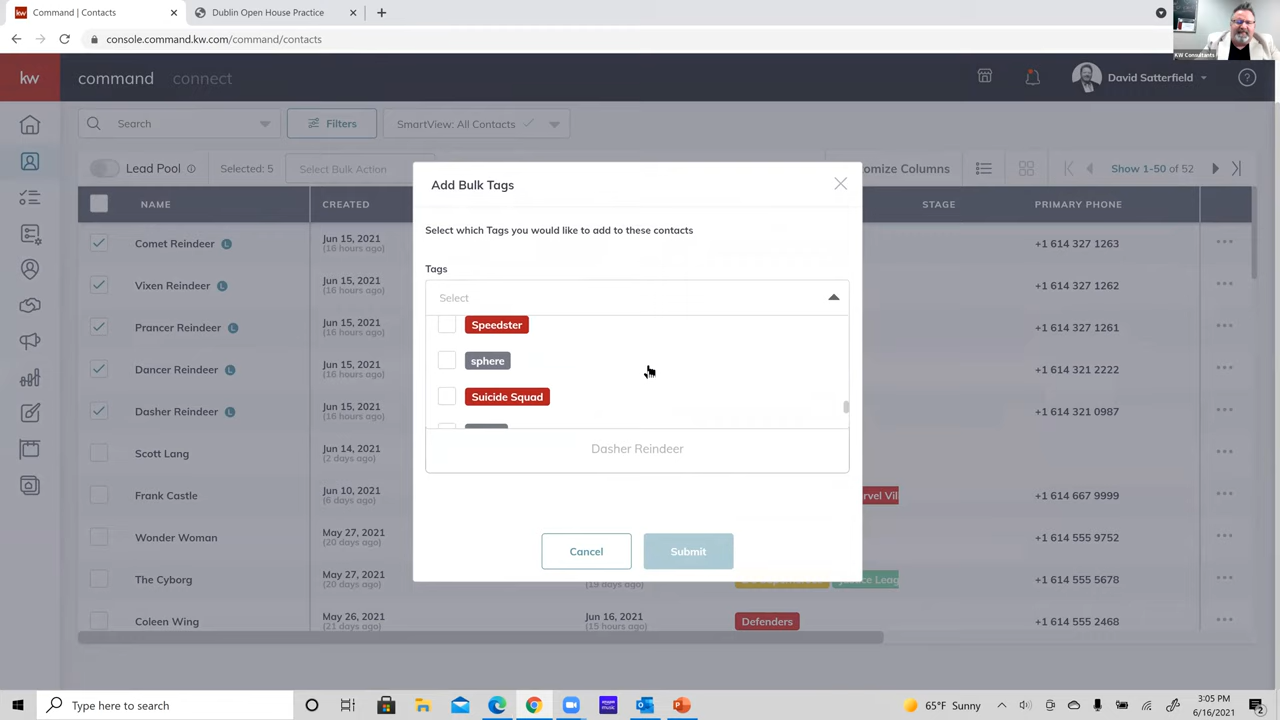 kw Command | Contacts
Dublin Open House Practice
console.command.kw.com/command/contacts
KW Consultants
kw
command
connect
David Satterfield
Search
Filters
SmartView: All Contacts
Lead Pool
Selected: 5
Select Bulk Action
Customize Columns
Show 1-50 of 52
NAME
CREATED
STAGE
PRIMARY PHONE
Comet Reindeer L
Jun 15, 2021
(16 hours ago)
+1 614 327 1263
Vixen Reindeer L
Jun 15, 2021
(16 hours ago)
+1 614 327 1262
Prancer Reindeer L
Jun 15, 2021
(16 hours ago)
+1 614 327 1261
Dancer Reindeer L
Jun 15, 2021
(16 hours ago)
+1 614 321 2222
Dasher Reindeer L
Jun 15, 2021
(16 hours ago)
+1 614 321 0987
Scott Lang
Jun 14, 2021
(2 days ago)
Frank Castle
Jun 10, 2021
(6 days ago)
rvel Vil
+1 614 667 9999
Wonder Woman
May 27, 2021
(20 days ago)
+1 614 555 9752
The Cyborg
May 27, 2021
(20 days ago)
(19 days ago)
Justice Leag
+1 614 555 5678
Coleen Wing
May 26, 2021
(21 days ago)
Jun 16, 2021
(15 hours ago)
Defenders
+1 614 555 2468
Add Bulk Tags
Select which Tags you would like to add to these contacts
Tags
Select
Speedster
sphere
Suicide Squad
Dasher Reindeer
Cancel
Submit
Type here to search
amazon music
65°F Sunny
3:05 PM
6/16/2021
2